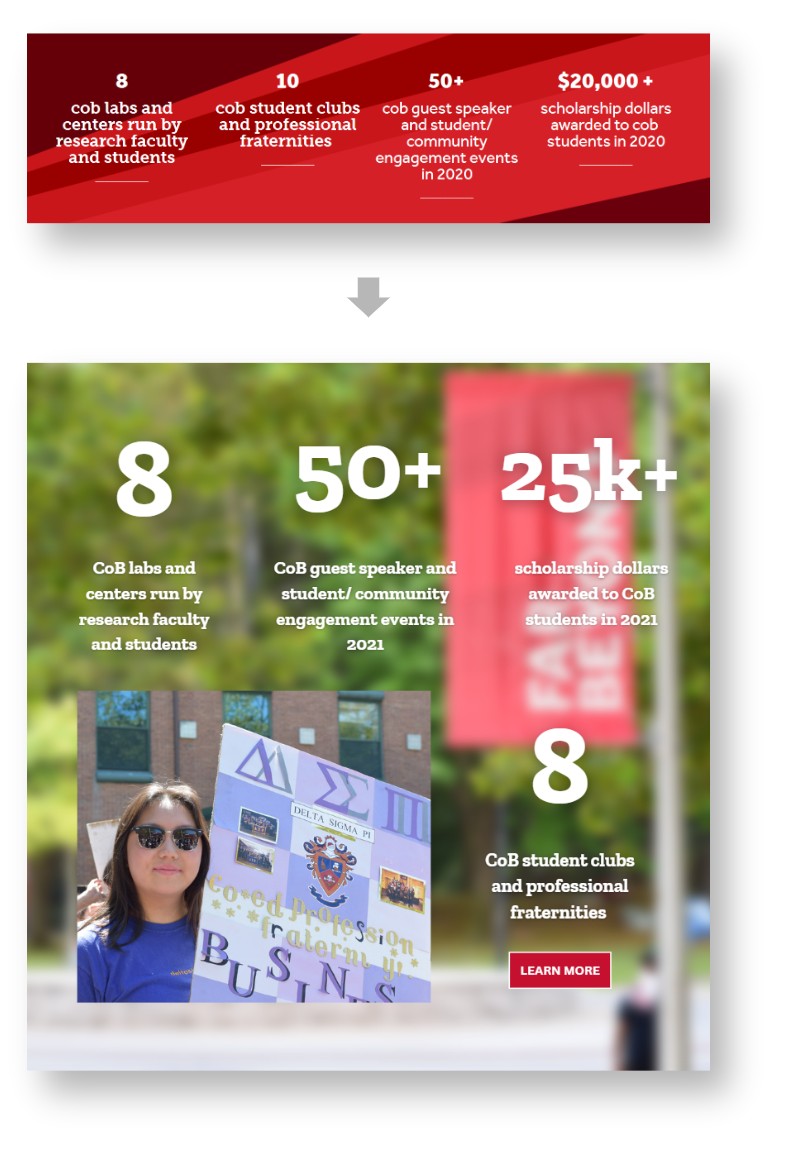 8
cob labs and
centers run by
research faculty
and students
10
cob student clubs
and professional
fraternities
50+
cob guest speaker
and student/
community
engagement events
in 2020
$20,000 +
scholarship dollars
awarded to cob
students in 2020
8
CoB labs and
centers run by
research faculty
and students
50+
CoB guest speaker and
student/ community
engagement events in
2021
25k+
scholarship dollars
awarded to CoB
students in 2021
ΔΣΠ
DELTA SIGMA PI
co•ed profession
fraternity!
8
CoB student clubs
and professional
fraternities
LEARN MORE